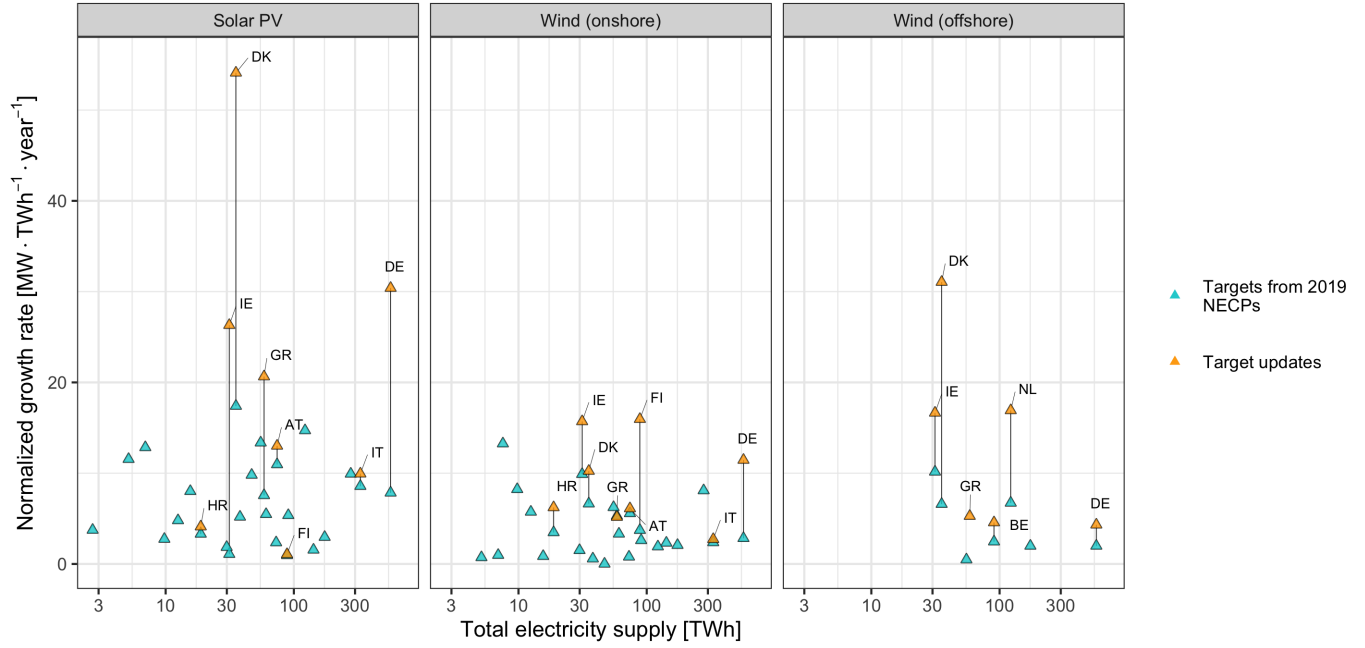 Solar PV
Wind (onshore)
Wind (offshore)
Normalized growth rate [MW · TWh⁻¹ · year⁻¹]
40
20
0
DK
DE
IE
GR
AT
IT
HR
FI
IE
FI
DK
DE
HR
GR
AT
IT
DK
IE
NL
GR
BE
DE
3 10 30 100 300
3 10 30 100 300
3 10 30 100 300
Total electricity supply [TWh]
Targets from 2019
NECPs
Target updates